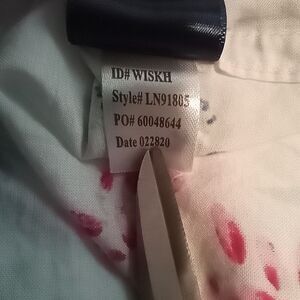 ID# WISKH
Style# LN91805
PO# 60048644
Date 022820